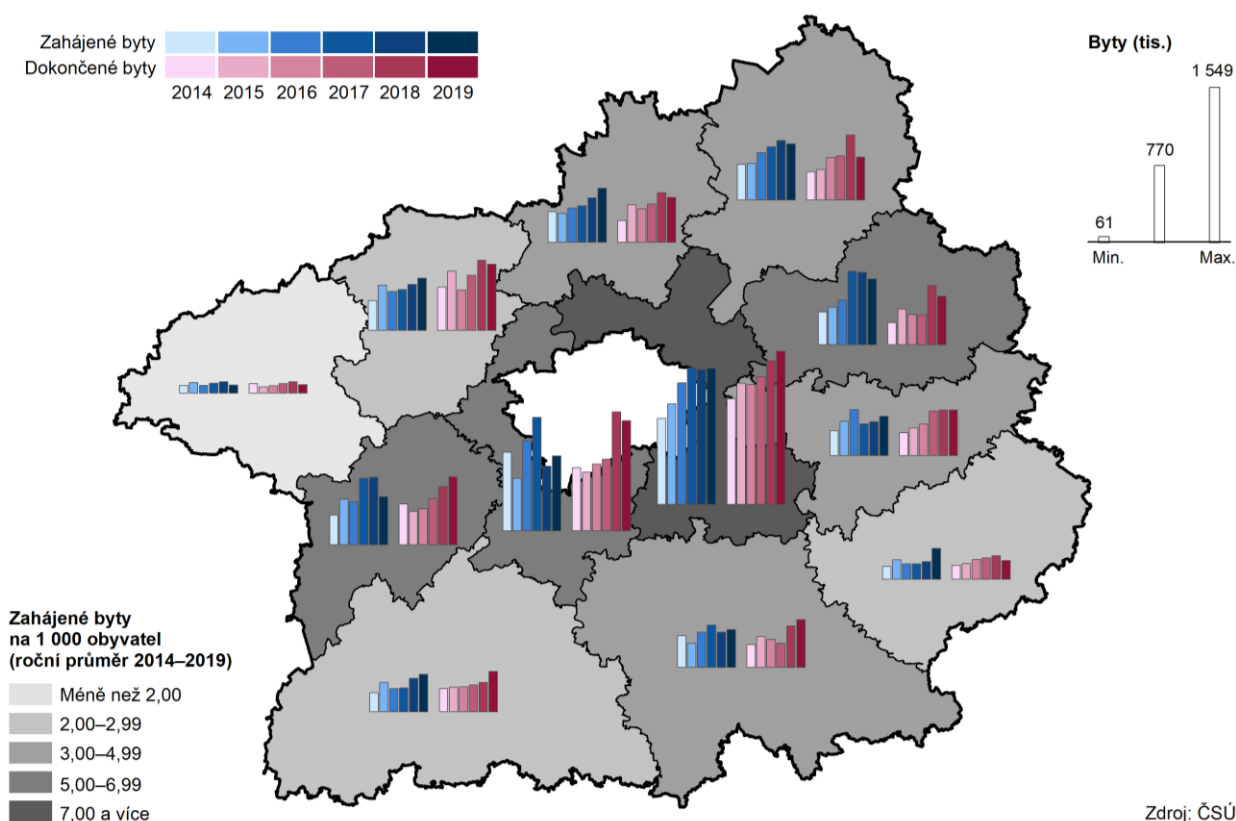 Zahájené byty
Dokončené byty
2014 2015 2016 2017 2018 2019
Byty (tis.)
1 549
770
61
Min. Max.
Zahájené byty
na 1 000 obyvatel
(roční průměr 2014–2019)
Méně než 2,00
2,00–2,99
3,00–4,99
5,00–6,99
7,00 a více
Zdroj: ČSÚ